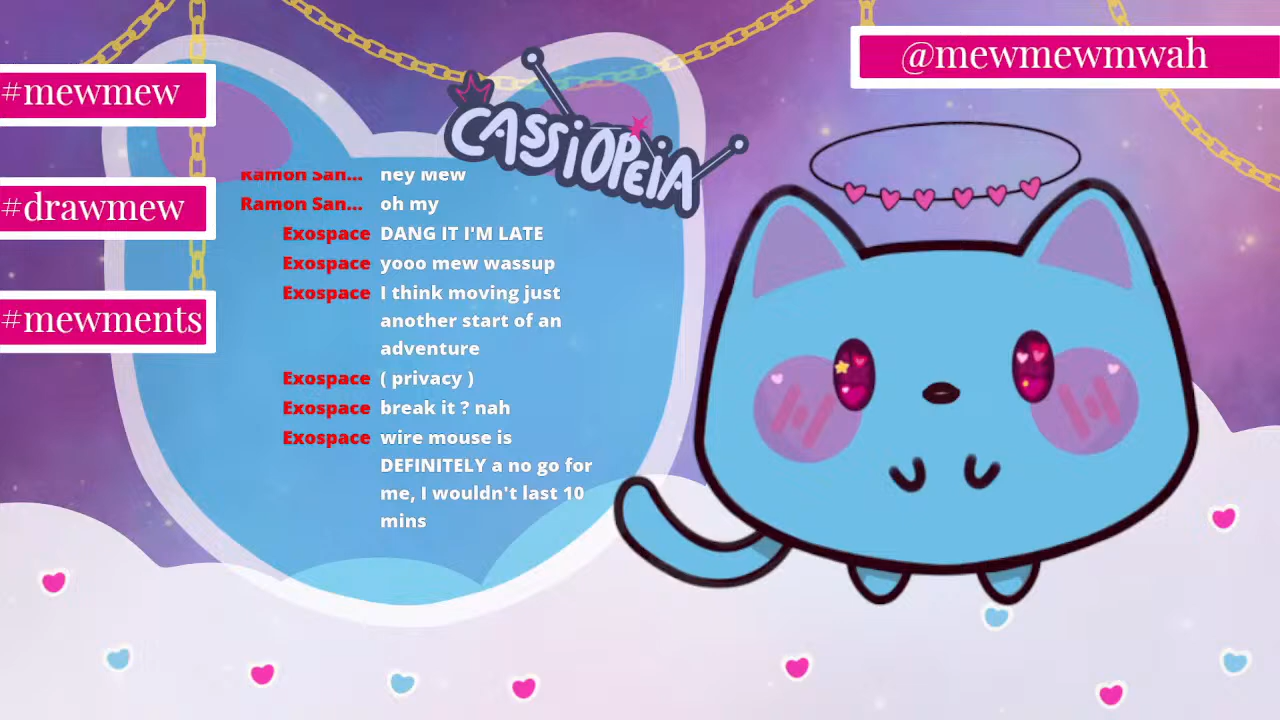 #mewmew
#drawmew
#mewments
CASSIOPEIA
@mewmewmwah
Ramon San... hey Mew
Ramon San... oh my
Exospace DANG IT I'M LATE
Exospace yooo mew wassup
Exospace I think moving just
another start of an
adventure
Exospace ( privacy )
Exospace break it ? nah
Exospace wire mouse is
DEFINITELY a no go for
me, I wouldn't last 10
mins